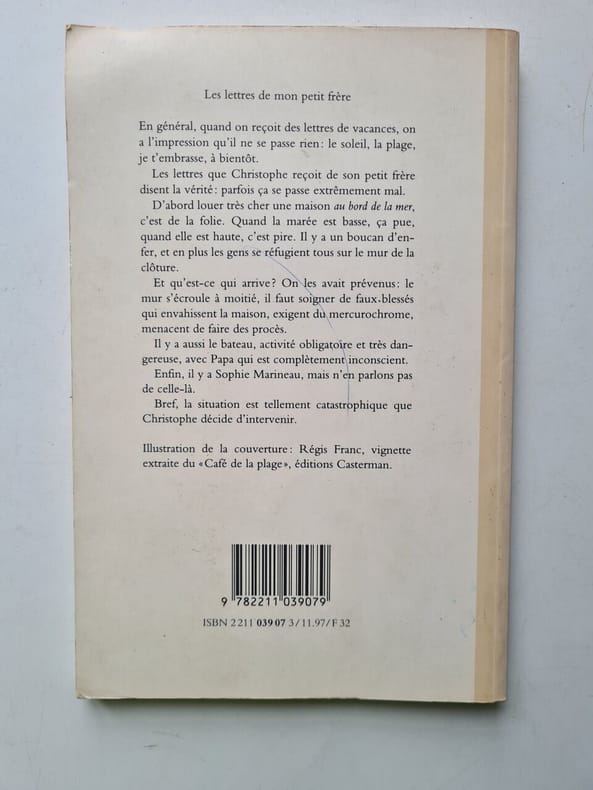 Les lettres de mon petit frère
En général, quand on reçoit des lettres de vacances, on
a l'impression qu'il ne se passe rien : le soleil, la plage,
je t'embrasse, à bientôt.
Les lettres que Christophe reçoit de son petit frère
disent la vérité : parfois ça se passe extrêmement mal.
D'abord louer très cher une maison au bord de la mer,
c'est de la folie. Quand la marée est basse, ça pue,
quand elle est haute, c'est pire. Il y a un boucan d'en-
fer, et en plus les gens se réfugient tous sur le mur de la
clôture.
Et qu'est-ce qui arrive ? On les avait prévenus : le
mur s'écroule à moitié, il faut soigner de faux-blessés
qui envahissent la maison, exigent du mercurochrome,
menacent de faire des procès.
Il y a aussi le bateau, activité obligatoire et très dan-
gereuse, avec Papa qui est complètement inconscient.
Enfin, il y a Sophie Marineau, mais n'en parlons pas
de celle-là.
Bref, la situation est tellement catastrophique que
Christophe décide d'intervenir.
Illustration de la couverture : Régis Franc, vignette
extraite du «Café de la plage», éditions Casterman.
9 782211 039079
ISBN 2 211 039 07 3 / 11.97 / F 32